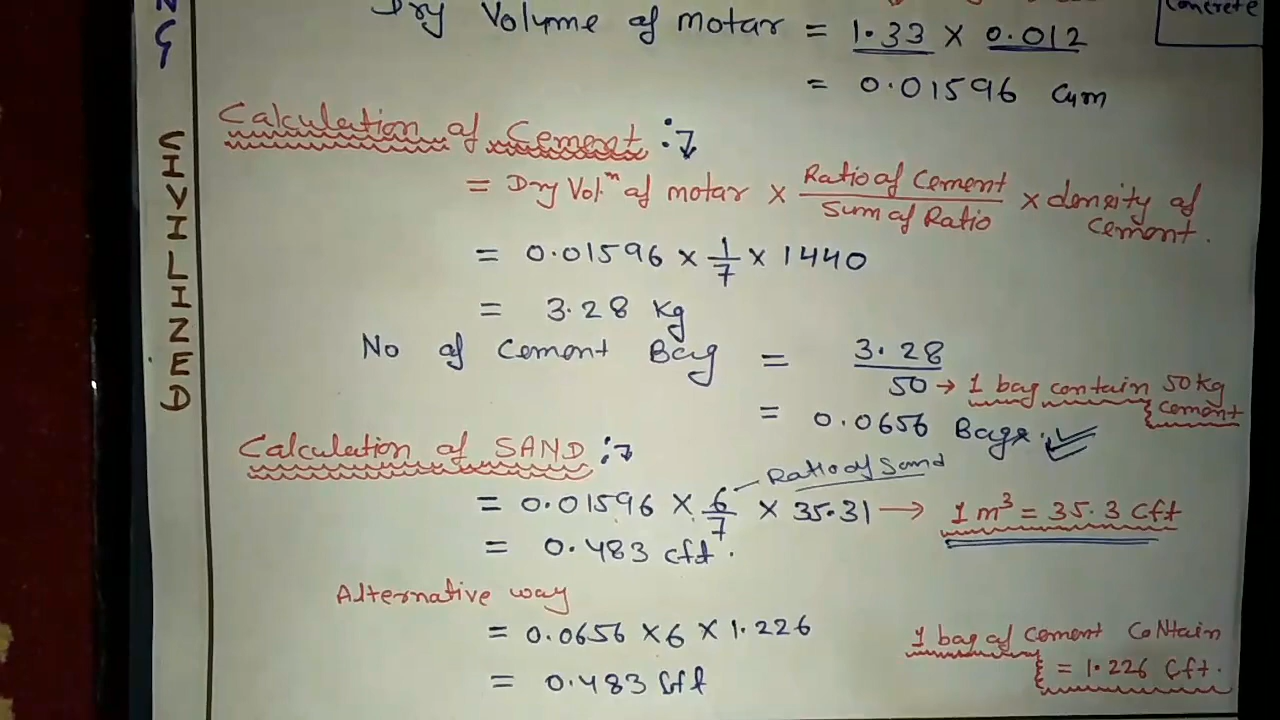 Concrete
Dry Volume of motar = 1.33 × 0.012
= 0.01596 Cum
CIVILIZED
Calculation of Cement :→
= Dry Vol.ᵐ of motar × Ratio of Cement / Sum of Ratio × density of cement.
= 0.01596 × 1/7 × 1440
= 3.28 Kg
No of Cement Bag = 3.28 / 50 → 1 bag contain 50kg cement
= 0.0656 Bags.
Calculation of SAND :→
Ratio of Sand
= 0.01596 × 6/7 × 35.31 → 1 m³ = 35.3 Cft
= 0.483 cft.
Alternative way
= 0.0656 × 6 × 1.226
1 bag of cement CoNtain
= 1.226 Cft.
= 0.483 Cft